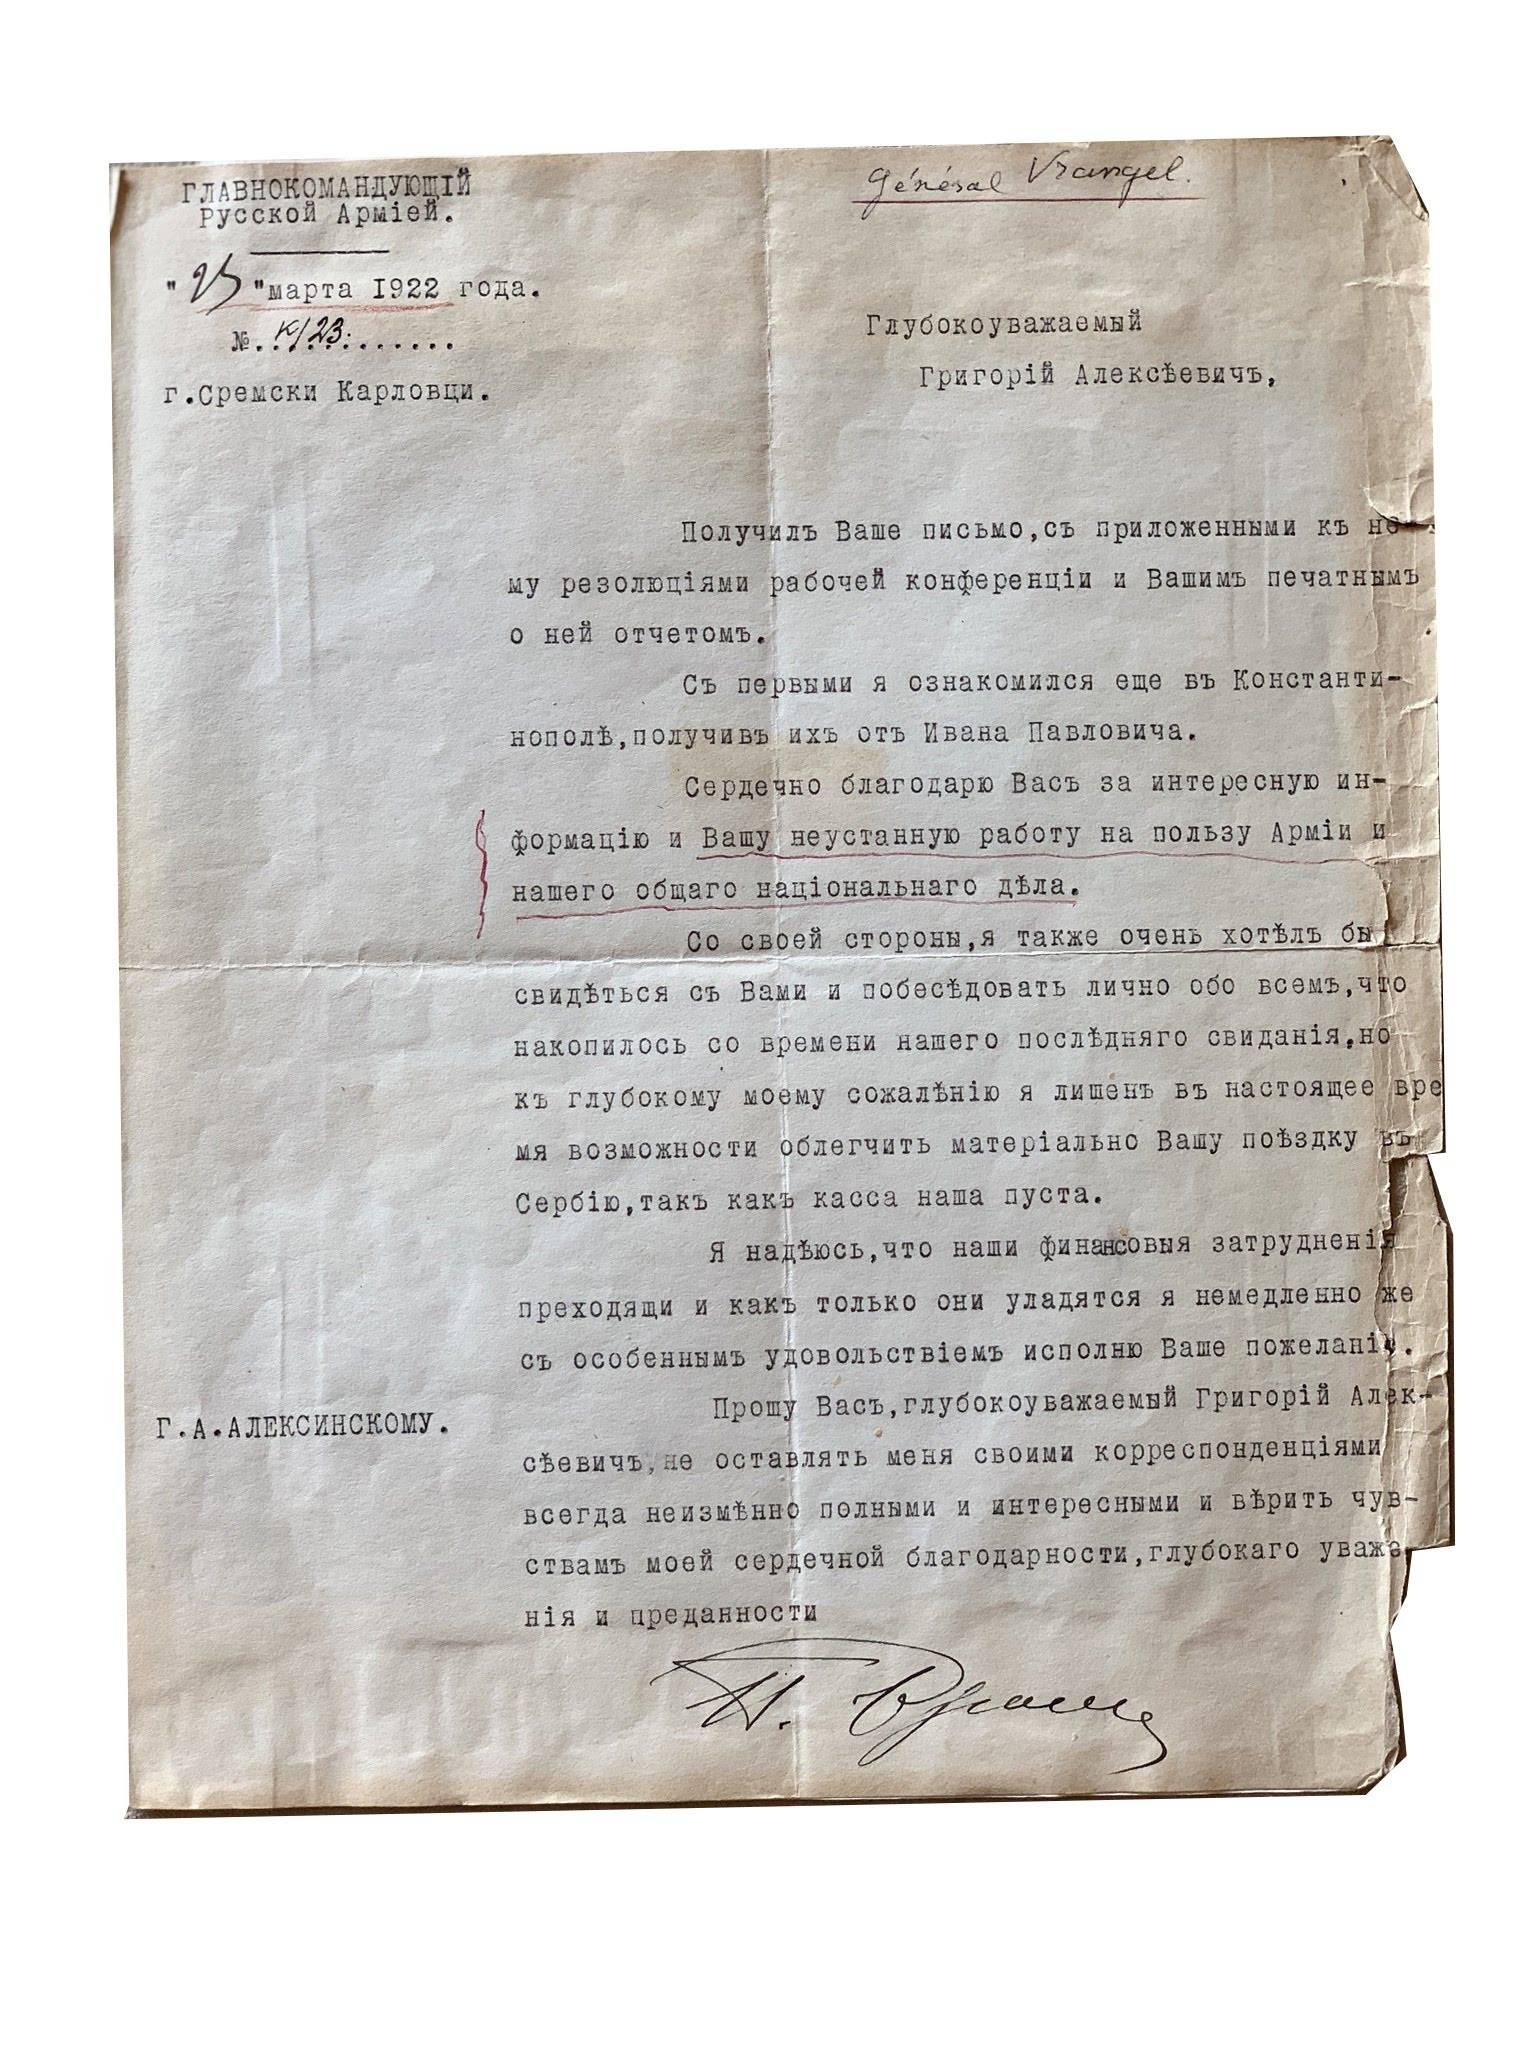 Général Vrangel.
ГЛАВНОКОМАНДУЮЩІЙ
Русской Арміей.
" "марта 1922 года.
№. К/23.
г.Сремски Карловци.
Глубокоуважаемый
Григорій Алексѣевичъ,
Получилъ Ваше письмо,съ приложенными къ не-
му резолюціями рабочей конференціи и Вашимъ печатнымъ
о ней отчетомъ.
Съ первыми я ознакомился еще въ Константи-
нополѣ,получивъ ихъ отъ Ивана Павловича.
Сердечно благодарю Васъ за интересную ин-
формацію и Вашу неустанную работу на пользу Арміи и
нашего общаго національнаго дѣла.
Со своей стороны,я также очень хотѣлъ бы
свидѣться съ Вами и побесѣдовать лично обо всемъ,что
накопилось со времени нашего послѣдняго свиданія,но
къ глубокому моему сожалѣнію я лишенъ въ настоящее вре
мя возможности облегчить матеріально Вашу поѣздку въ
Сербію,такъ какъ касса наша пуста.
Я надѣюсь,что наши финансовыя затрудненія
преходящи и какъ только они уладятся я немедленно же
съ особеннымъ удовольствіемъ исполню Ваше пожеланіе.
Прошу Васъ,глубокоуважаемый Григорій Алек-
сѣевичъ,не оставлять меня своими корреспонденціями
всегда неизмѣнно полными и интересными и вѣрить чув-
ствамъ моей сердечной благодарности,глубокаго уваже
нія и преданности
Г.А.АЛЕКСИНСКОМУ.
П. Врангель